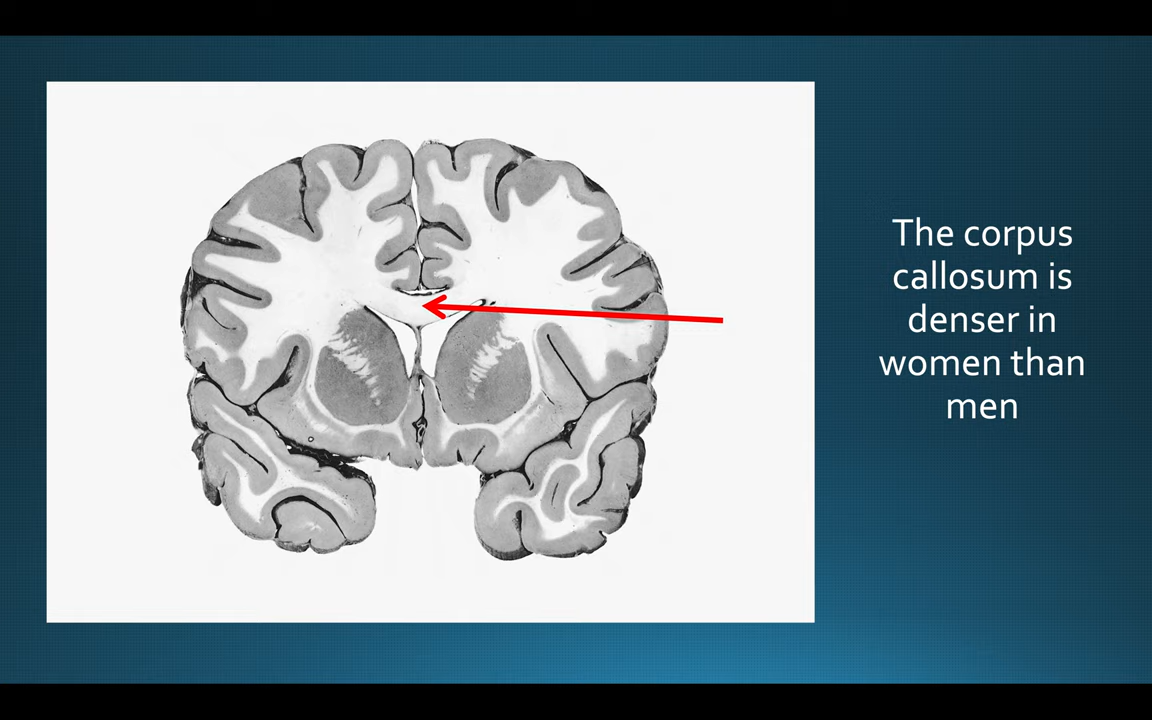 The corpus
callosum is
denser in
women than
men